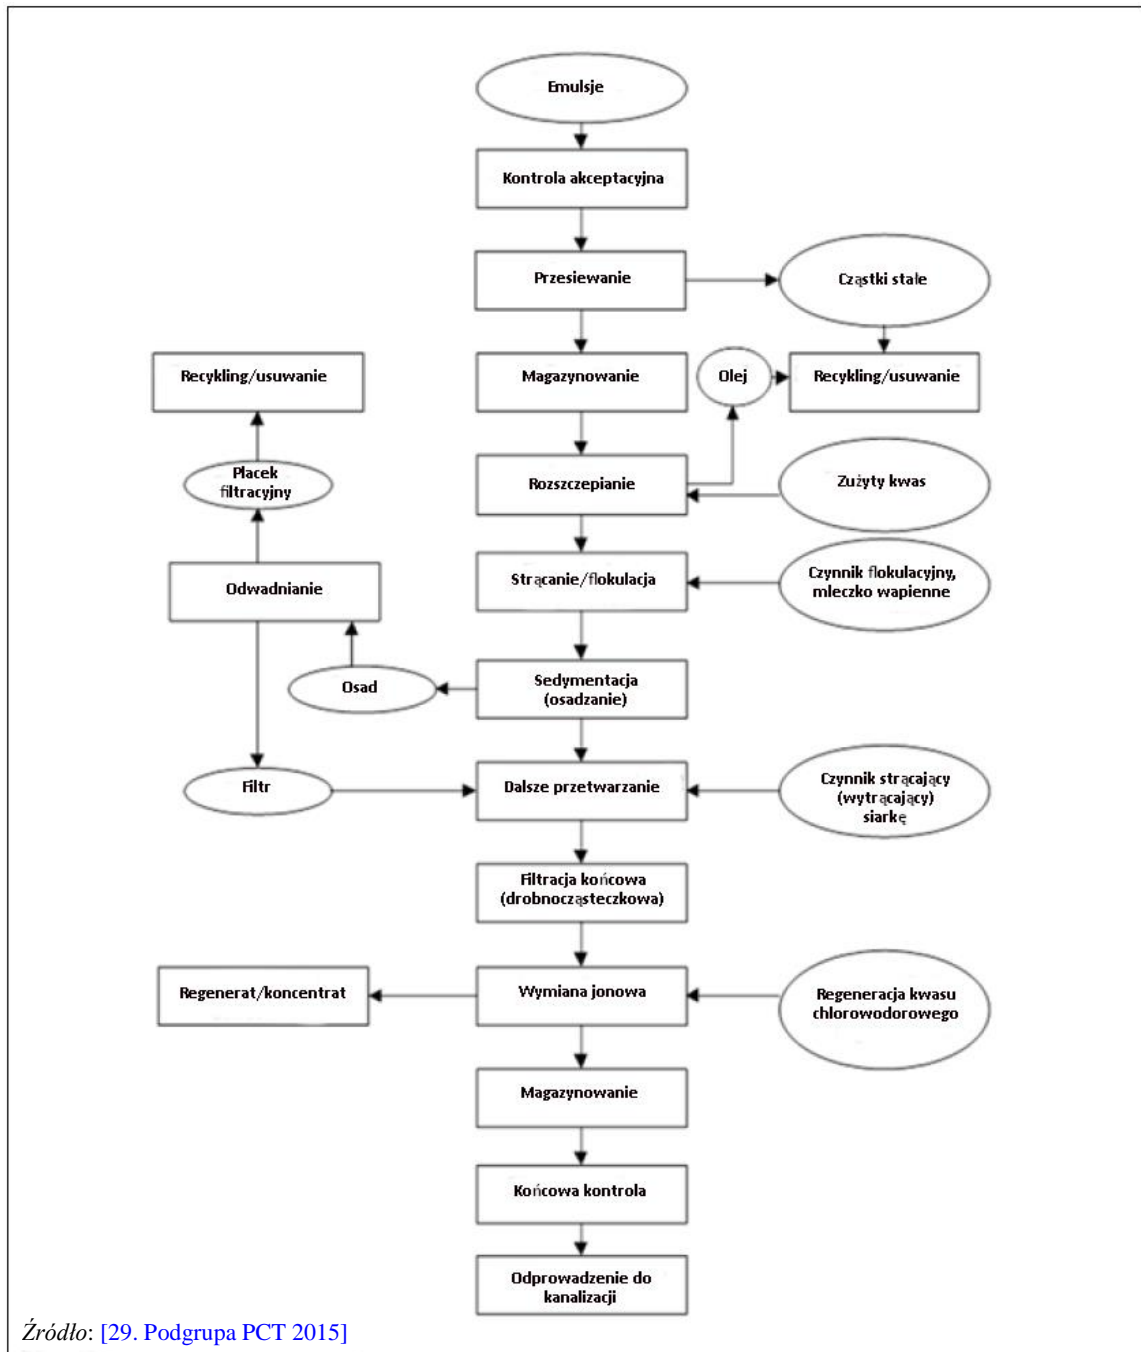 Emulsje
Kontrola akceptacyjna
Przesiewanie
Cząstki stałe
Recykling/usuwanie
Magazynowanie
Olej
Recykling/usuwanie
Płacek
filtracyjny
Rozszczepianie
Zużyty kwas
Odwadnianie
Strącanie/flokulacja
Czynnik flokulacyjny,
mleczko wapienne
Osad
Sedymentacja
(osadzanie)
Filtr
Dalsze przetwarzanie
Czynnik strącający
(wytrącający)
siarkę
Filtracja końcowa
(drobnocząsteczkowa)
Regenerat/koncentrat
Wymiana jonowa
Regeneracja kwasu
chlorowodorowego
Magazynowanie
Końcowa kontrola
Odprowadzenie do
kanalizacji
Źródło: [29. Podgrupa PCT 2015]